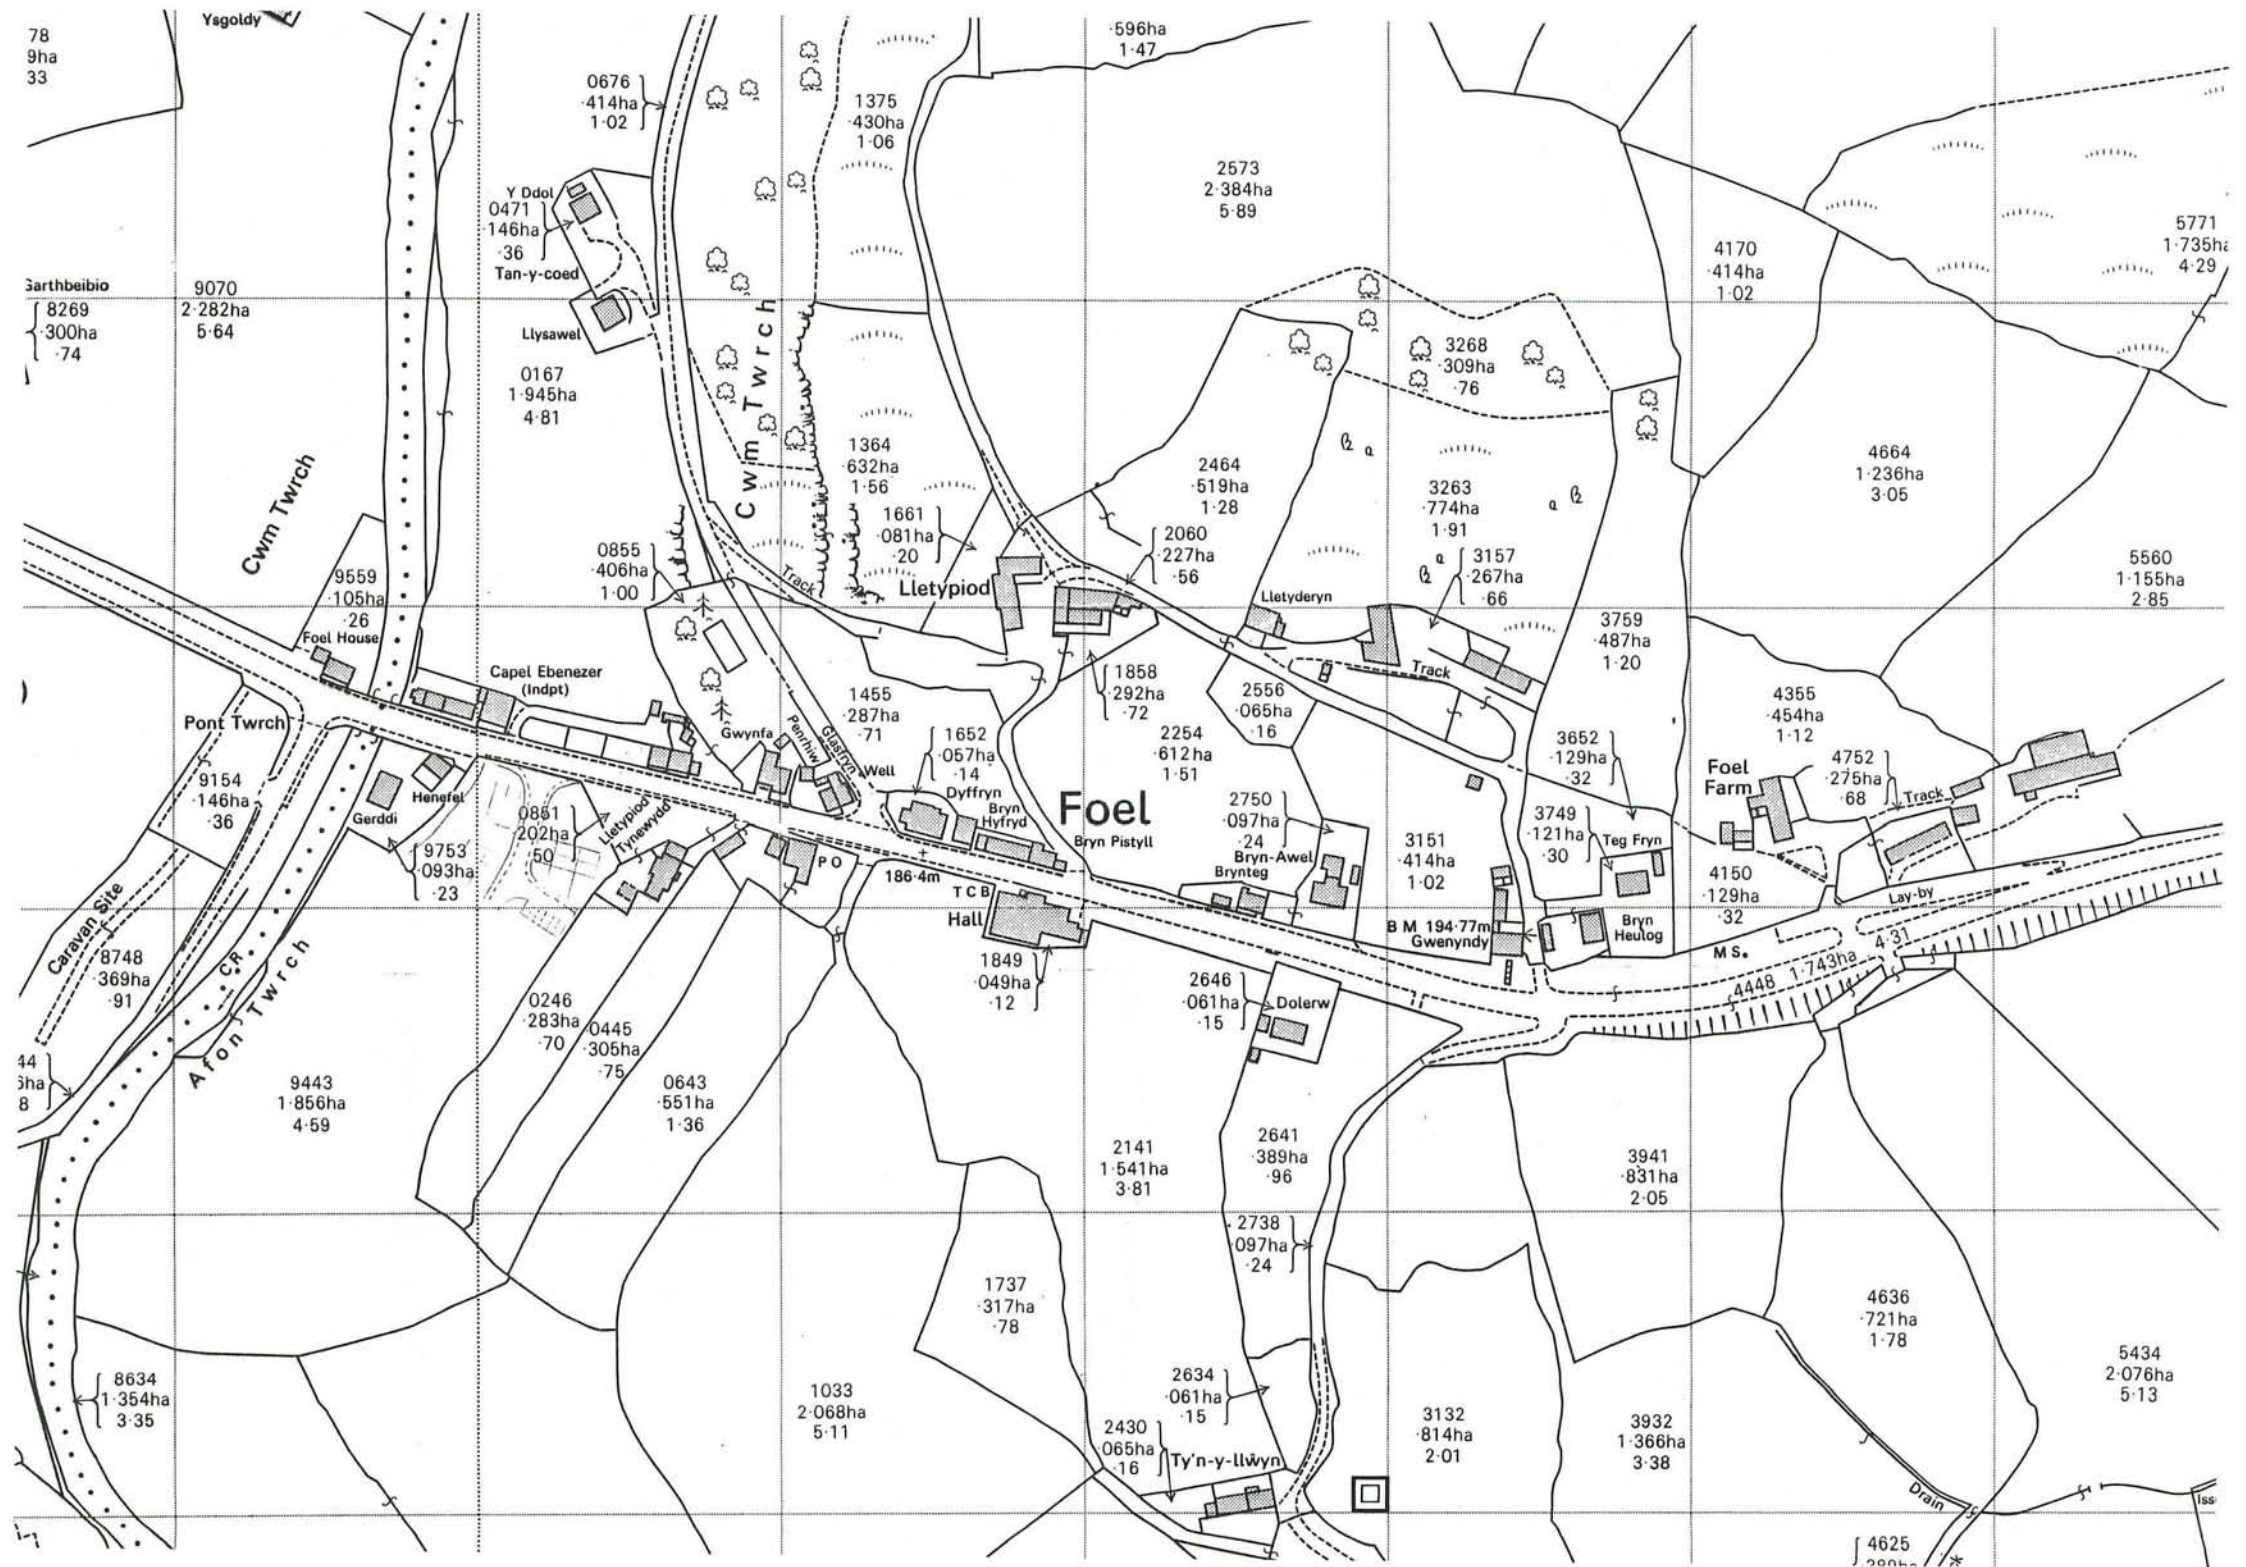 Ysgoldy
78
9ha
33
·596ha
1·47
0676
·414ha
1·02
1375
·430ha
1·06
2573
2·384ha
5·89
Y Ddol
0471
·146ha
·36
Tan-y-coed
Llysawel
5771
1·735ha
4·29
4170
·414ha
1·02
Garthbeibio
8269
·300ha
·74
9070
2·282ha
5·64
0167
1·945ha
4·81
Cwm Twrch
3268
·309ha
·76
Cwm Twrch
1364
·632ha
1·56
2464
·519ha
1·28
3263
·774ha
1·91
4664
1·236ha
3·05
1661
·081ha
·20
2060
·227ha
·56
0855
·406ha
1·00
Track
Lletypiod
Lletyderyn
3157
·267ha
·66
5560
1·155ha
2·85
9559
·105ha
·26
Foel House
3759
·487ha
1·20
Capel Ebenezer
(Indpt)
1455
·287ha
·71
1858
·292ha
·72
2556
·065ha
·16
Track
4355
·454ha
1·12
Pont Twrch
Gwynfa
Penrhiw
Glasfryn
Well
1652
·057ha
·14
2254
·612ha
1·51
3652
·129ha
·32
Foel
Farm
4752
·275ha
·68
Track
9154
·146ha
·36
Henefel
Gerddi
0851
·202ha
·50
Lletypiod
Tynewydd
Dyffryn
Bryn
Hyfryd
Foel
Bryn Pistyll
2750
·097ha
·24
Bryn-Awel
Brynteg
3151
·414ha
1·02
3749
·121ha
·30
Teg Fryn
9753
·093ha
·23
P O
186·4m
T C B
Hall
B M 194·77m
Gwenyndy
Bryn
Heulog
4150
·129ha
·32
Lay-by
Caravan Site
8748
·369ha
·91
C R
Afon Twrch
M S
4448
1·743ha
4·31
1849
·049ha
·12
2646
·061ha
·15
Dolerw
0246
·283ha
·70
0445
·305ha
·75
0643
·551ha
1·36
44
6ha
8
9443
1·856ha
4·59
2141
1·541ha
3·81
2641
·389ha
·96
3941
·831ha
2·05
2738
·097ha
·24
1737
·317ha
·78
4636
·721ha
1·78
5434
2·076ha
5·13
8634
1·354ha
3·35
1033
2·068ha
5·11
2634
·061ha
·15
2430
·065ha
·16
Ty'n-y-llŵyn
3132
·814ha
2·01
3932
1·366ha
3·38
Drain
Iss
4625